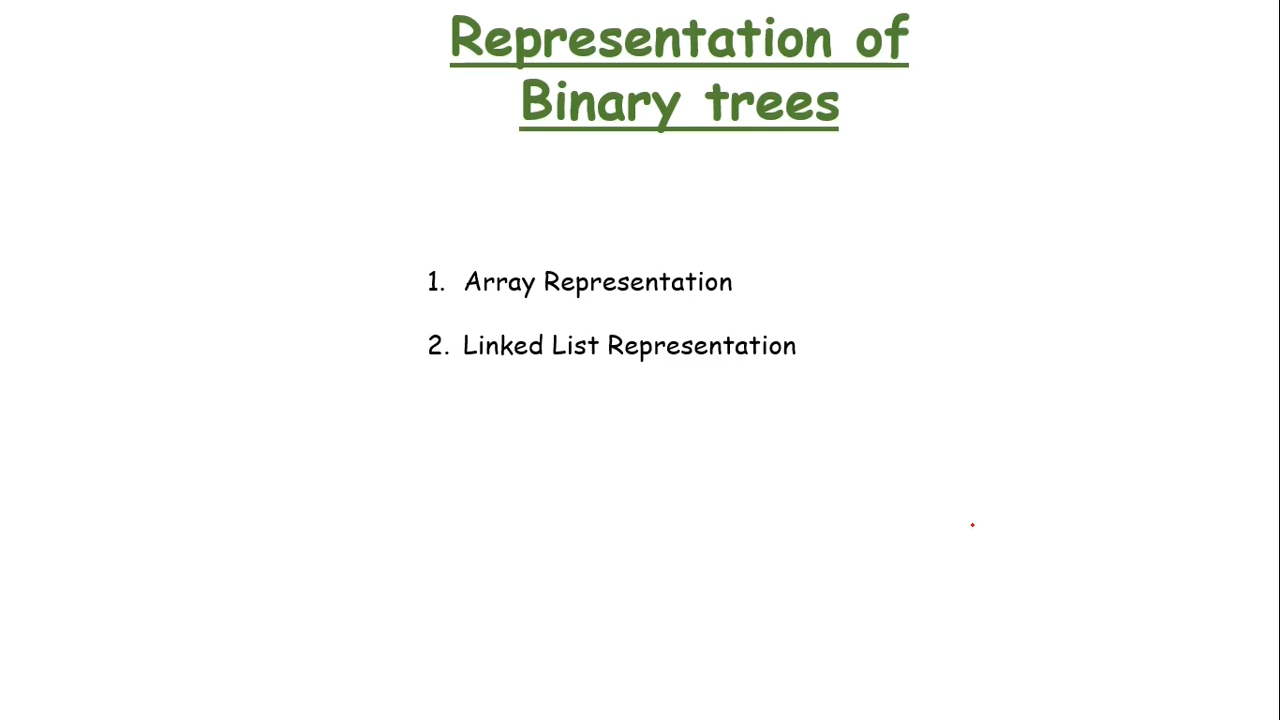 Representation of
Binary trees
1. Array Representation
2. Linked List Representation